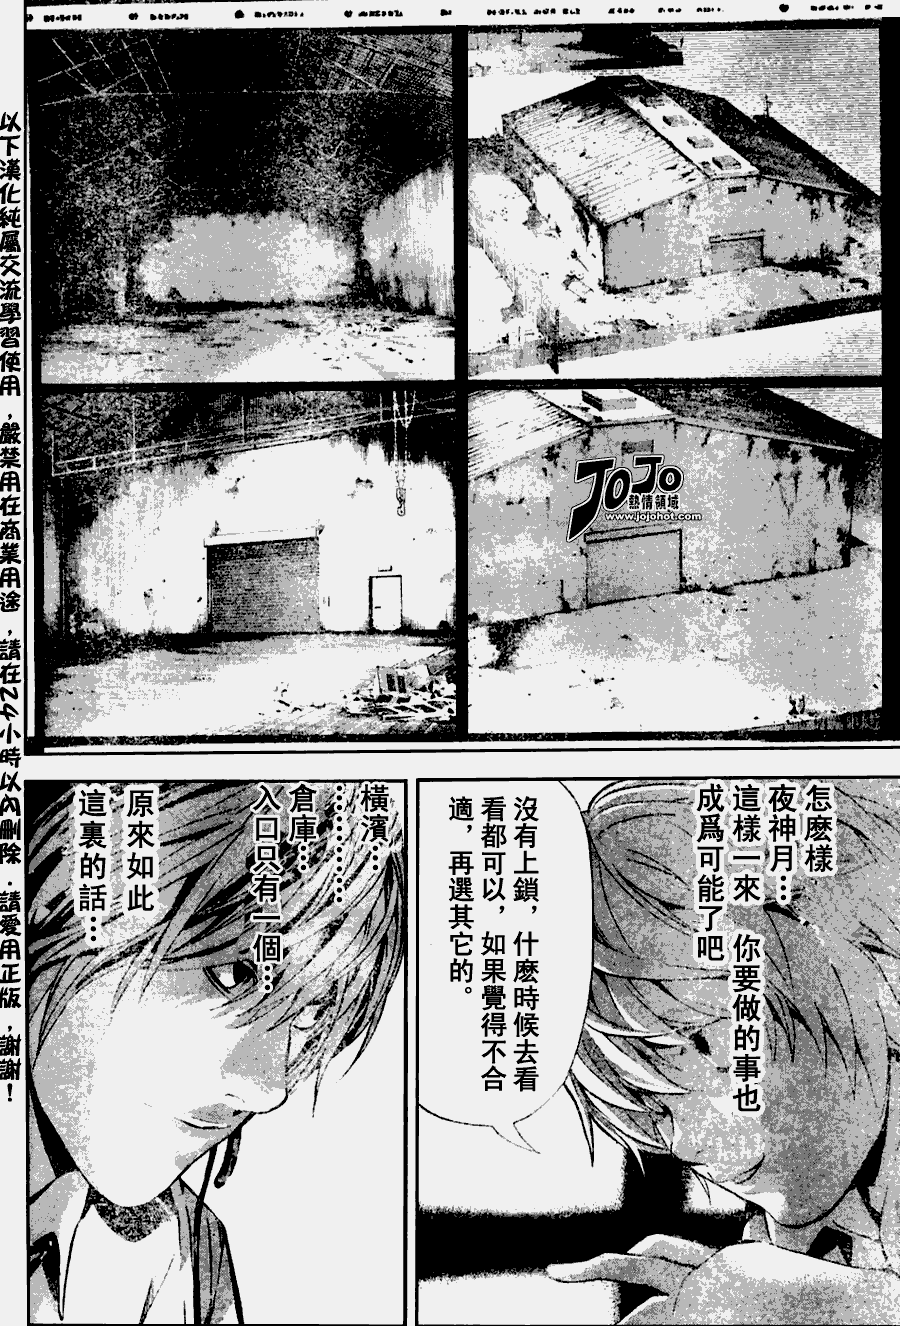 以下漢化純屬交流學習使用，嚴禁用在商業用途，請在24小時以內刪除．請愛用正版，謝謝！
JoJo
熱情領域
www.jojohot.com
怎麽樣
夜神月…
這樣一來 你要做的事也
成爲可能了吧
沒有上鎖，什麽時候去看
看都可以，如果覺得不合
適，再選其它的。
橫濱…
…………
倉庫…
入口只有一個…
原來如此
這裏的話…